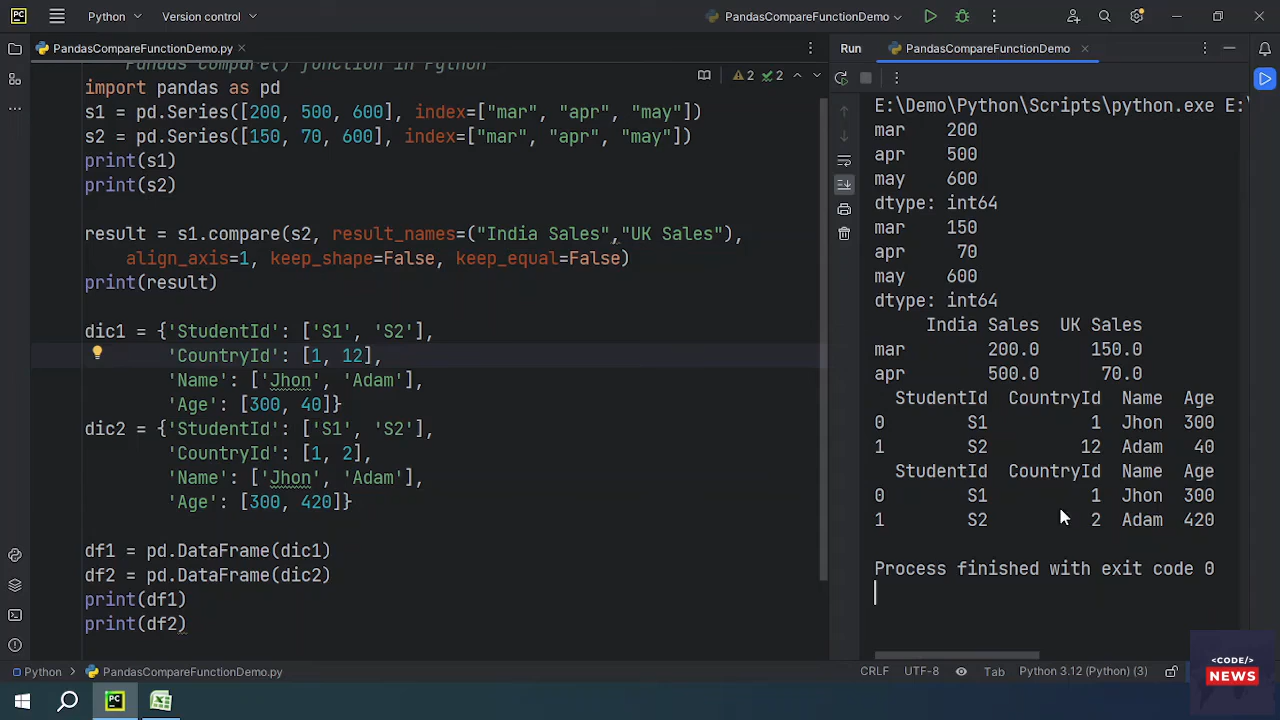 PC Python Version control PandasCompareFunctionDemo
PandasCompareFunctionDemo.py
Run PandasCompareFunctionDemo
Pandas compare() function in Python
2 2
import pandas as pd
s1 = pd.Series([200, 500, 600], index=["mar", "apr", "may"])
s2 = pd.Series([150, 70, 600], index=["mar", "apr", "may"])
print(s1)
print(s2)
result = s1.compare(s2, result_names=("India Sales","UK Sales"),
align_axis=1, keep_shape=False, keep_equal=False)
print(result)
dic1 = {'StudentId': ['S1', 'S2'],
'CountryId': [1, 12],
'Name': ['Jhon', 'Adam'],
'Age': [300, 40]}
dic2 = {'StudentId': ['S1', 'S2'],
'CountryId': [1, 2],
'Name': ['Jhon', 'Adam'],
'Age': [300, 420]}
df1 = pd.DataFrame(dic1)
df2 = pd.DataFrame(dic2)
print(df1)
print(df2)
E:\Demo\Python\Scripts\python.exe E:\
mar 200
apr 500
may 600
dtype: int64
mar 150
apr 70
may 600
dtype: int64
India Sales UK Sales
mar 200.0 150.0
apr 500.0 70.0
StudentId CountryId Name Age
0 S1 1 Jhon 300
1 S2 12 Adam 40
StudentId CountryId Name Age
0 S1 1 Jhon 300
1 S2 2 Adam 420
Process finished with exit code 0
Python > PandasCompareFunctionDemo.py
CRLF UTF-8 Tab Python 3.12 (Python) (3)
<CODE/>
NEWS
PC